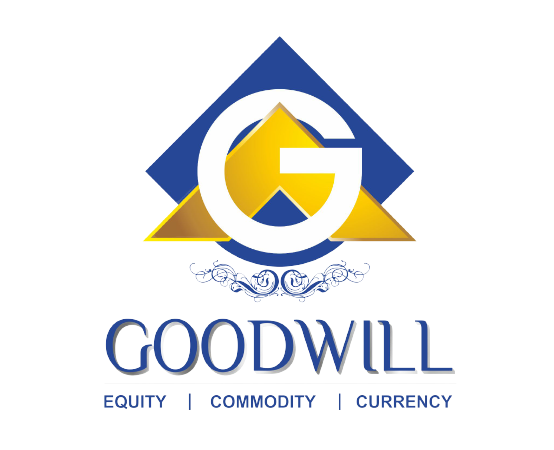 G
GOODWILL
EQUITY | COMMODITY | CURRENCY